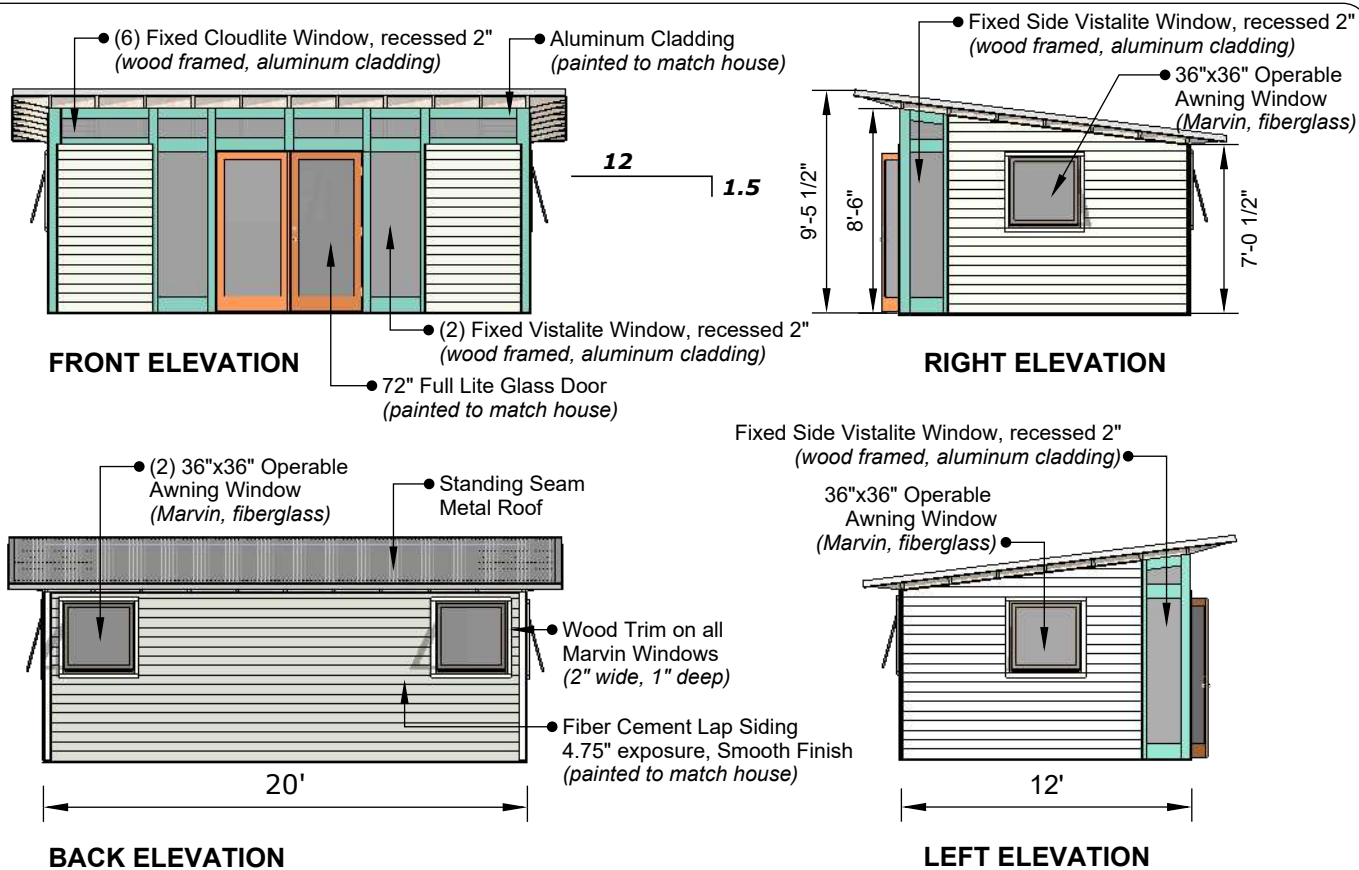 (6) Fixed Cloudlite Window, recessed 2"
(wood framed, aluminum cladding)
Aluminum Cladding
(painted to match house)
12
1.5
(2) Fixed Vistalite Window, recessed 2"
(wood framed, aluminum cladding)
72" Full Lite Glass Door
(painted to match house)
FRONT ELEVATION
Fixed Side Vistalite Window, recessed 2"
(wood framed, aluminum cladding)
36"x36" Operable
Awning Window
(Marvin, fiberglass)
9'-5 1/2"
8'-6"
7'-0 1/2"
RIGHT ELEVATION
(2) 36"x36" Operable
Awning Window
(Marvin, fiberglass)
Standing Seam
Metal Roof
Wood Trim on all
Marvin Windows
(2" wide, 1" deep)
Fiber Cement Lap Siding
4.75" exposure, Smooth Finish
(painted to match house)
20'
BACK ELEVATION
Fixed Side Vistalite Window, recessed 2"
(wood framed, aluminum cladding)
36"x36" Operable
Awning Window
(Marvin, fiberglass)
12'
LEFT ELEVATION